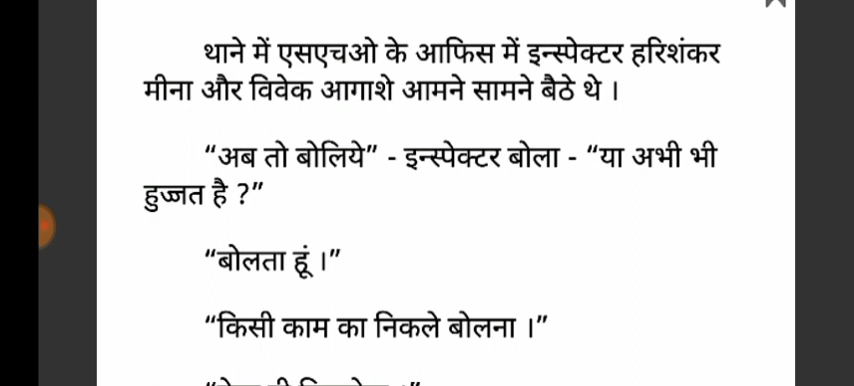 थाने में एसएचओ के आफिस में इन्स्पेक्टर हरिशंकर
मीना और विवेक आगाशे आमने सामने बैठे थे ।
“अब तो बोलिये” - इन्स्पेक्टर बोला - “या अभी भी
हुज्जत है ?”
“बोलता हूं ।”
“किसी काम का निकले बोलना ।”